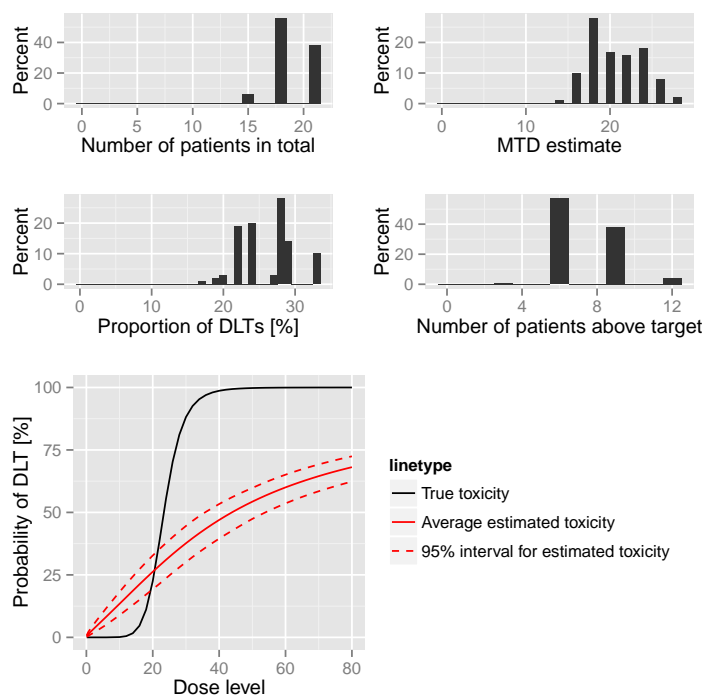 Percent
40
20
0
0
5
10
15
20
Number of patients in total
Percent
20
0
0
20
MTD estimate
Percent
20
10
0
0
10
20
30
Proportion of DLTs [%]
Percent
40
20
0
0
4
8
12
Number of patients above target
Probability of DLT [%]
100
75
50
25
0
0
20
40
60
80
Dose level
linetype
True toxicity
Average estimated toxicity
95% interval for estimated toxicity